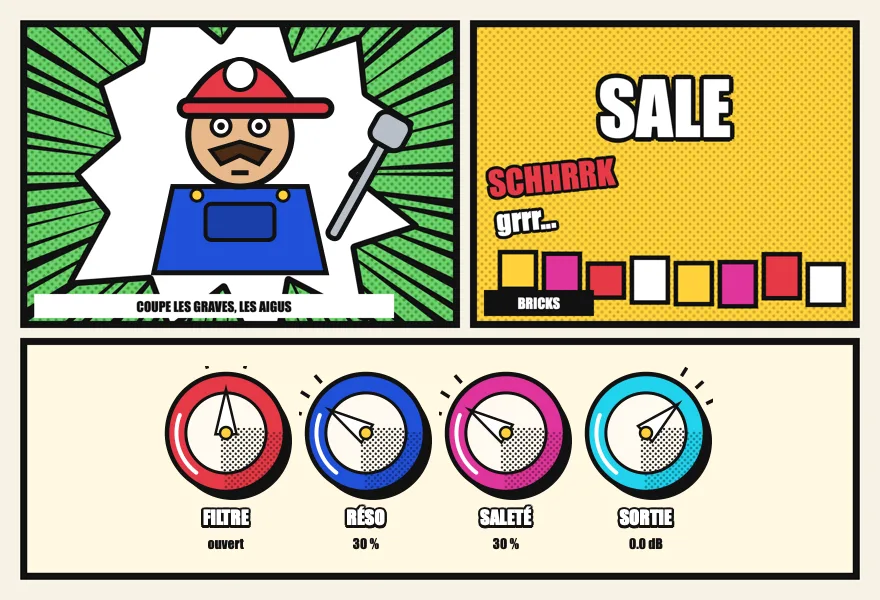 COUPE LES GRAVES, LES AIGUS
SALE
SCHHRRK
grrr...
BRICKS
FILTRE
RÉSO
SALETÉ
SORTIE
ouvert
30 %
30 %
0.0 dB